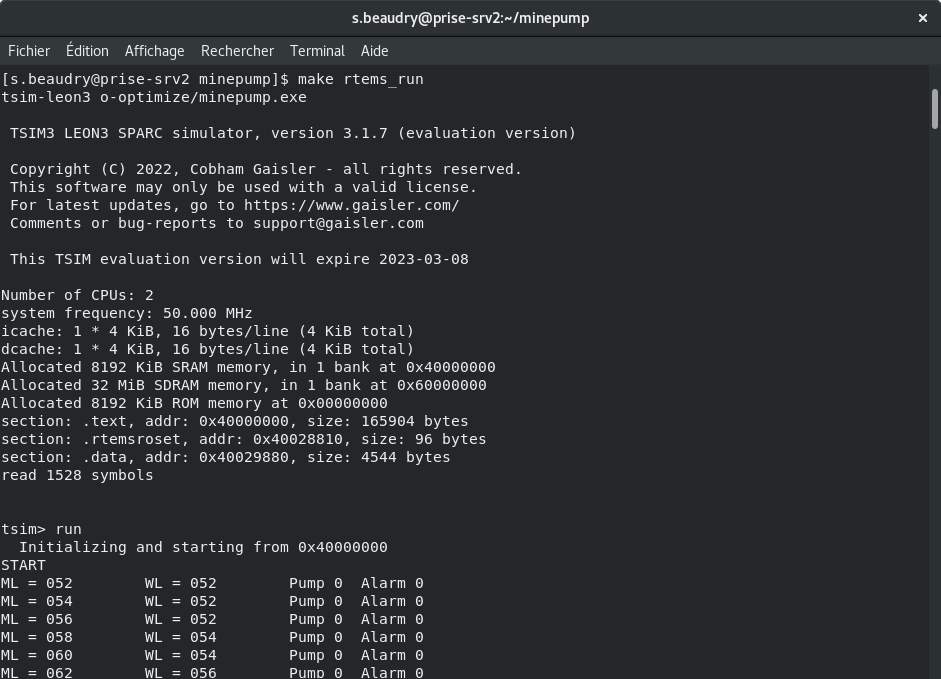 s.beaudry@prise-srv2:~/minepump ×
Fichier Édition Affichage Rechercher Terminal Aide
[s.beaudry@prise-srv2 minepump]$ make rtems_run
tsim-leon3 o-optimize/minepump.exe
TSIM3 LEON3 SPARC simulator, version 3.1.7 (evaluation version)
Copyright (C) 2022, Cobham Gaisler - all rights reserved.
This software may only be used with a valid license.
For latest updates, go to https://www.gaisler.com/
Comments or bug-reports to support@gaisler.com
This TSIM evaluation version will expire 2023-03-08
Number of CPUs: 2
system frequency: 50.000 MHz
icache: 1 * 4 KiB, 16 bytes/line (4 KiB total)
dcache: 1 * 4 KiB, 16 bytes/line (4 KiB total)
Allocated 8192 KiB SRAM memory, in 1 bank at 0x40000000
Allocated 32 MiB SDRAM memory, in 1 bank at 0x60000000
Allocated 8192 KiB ROM memory at 0x00000000
section: .text, addr: 0x40000000, size: 165904 bytes
section: .rtemsroset, addr: 0x40028810, size: 96 bytes
section: .data, addr: 0x40029880, size: 4544 bytes
read 1528 symbols
tsim> run
Initializing and starting from 0x40000000
START
ML = 052 WL = 052 Pump 0 Alarm 0
ML = 054 WL = 052 Pump 0 Alarm 0
ML = 056 WL = 052 Pump 0 Alarm 0
ML = 058 WL = 054 Pump 0 Alarm 0
ML = 060 WL = 054 Pump 0 Alarm 0
ML = 062 WL = 056 Pump 0 Alarm 0